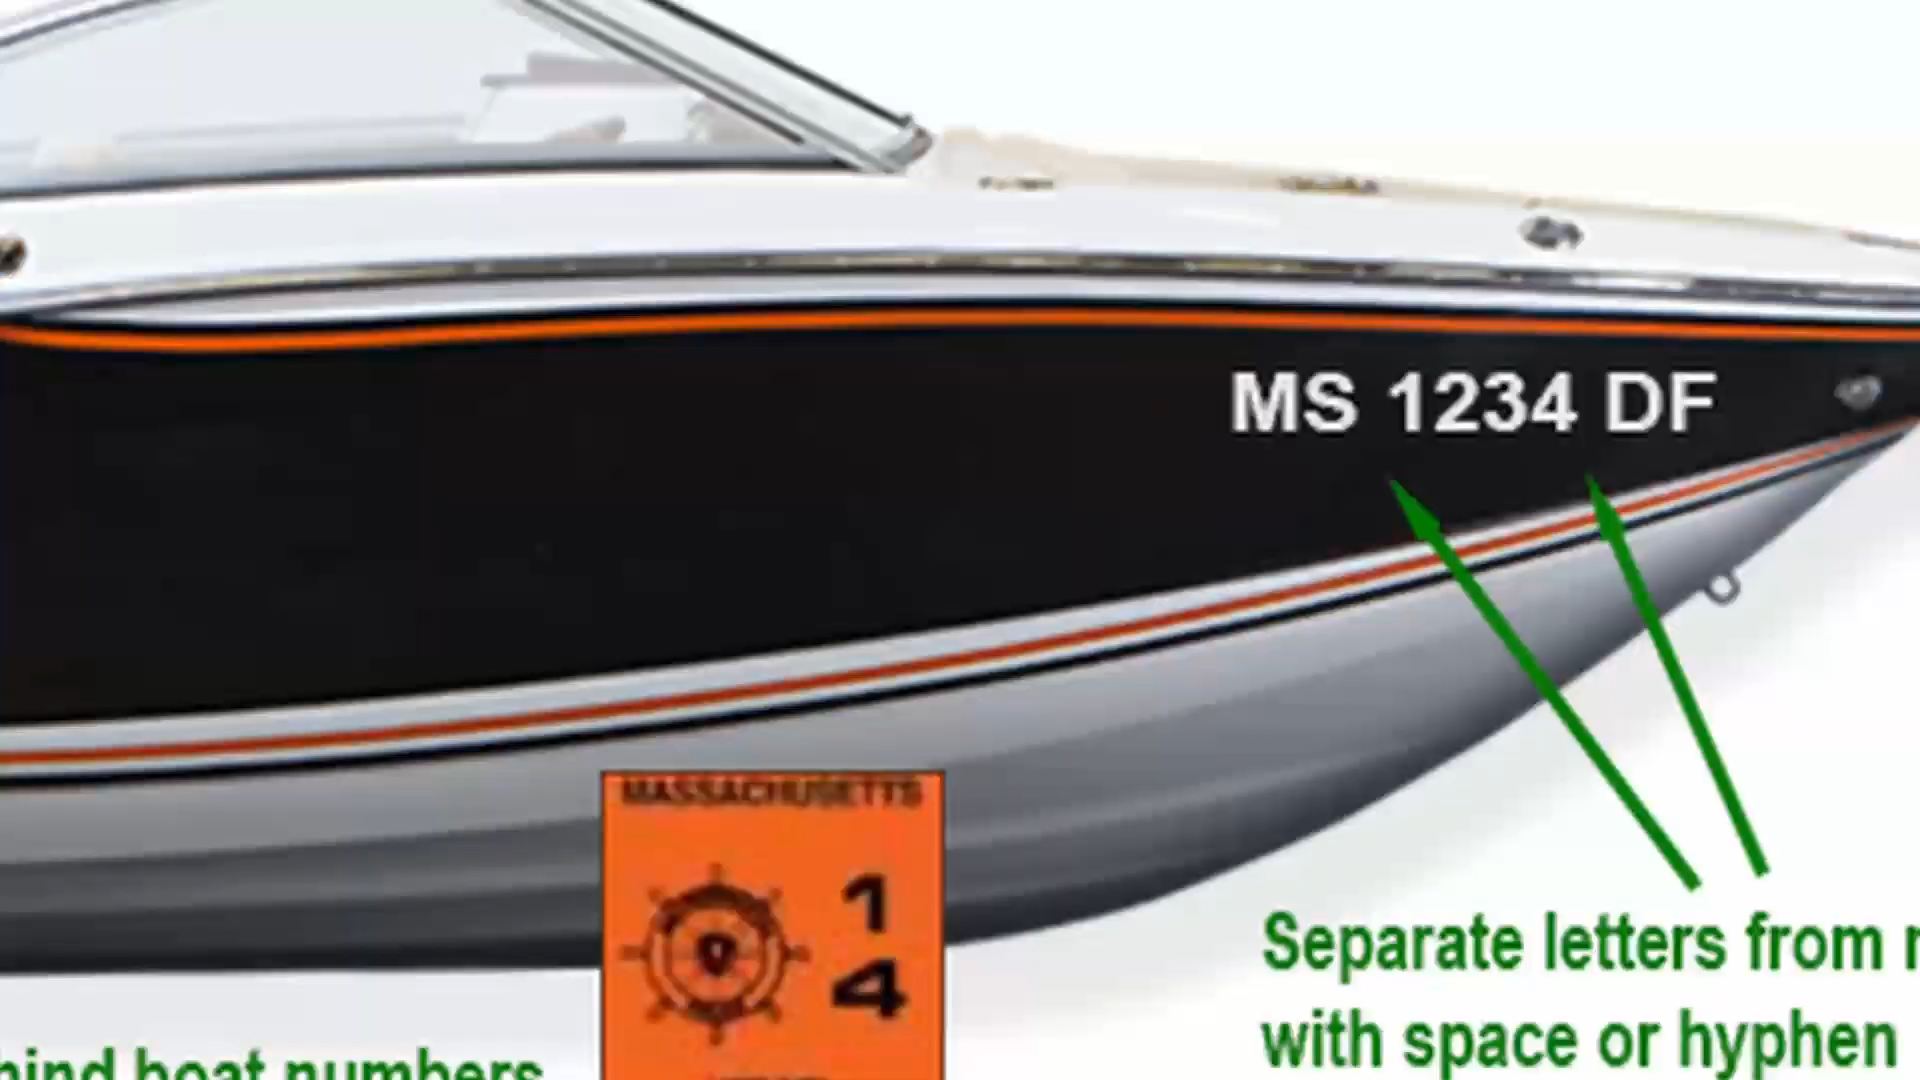 MS 1234 DF
MASSACHUSETTS
1
4
Separate letters from
with space or hyphen
boat numbers